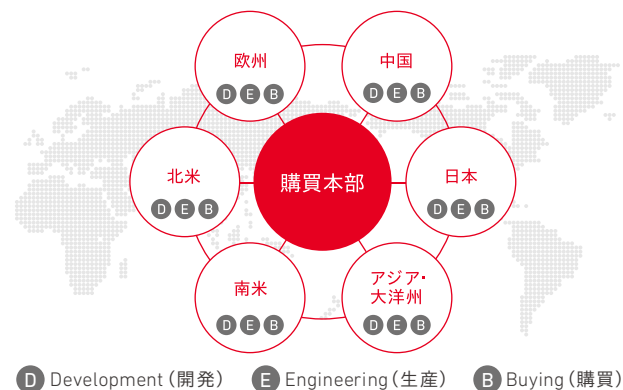 欧州
D E B
中国
D E B
北米
D E B
購買本部
日本
D E B
南米
D E B
アジア・
大洋州
D E B
D Development（開発） E Engineering（生産） B Buying（購買）